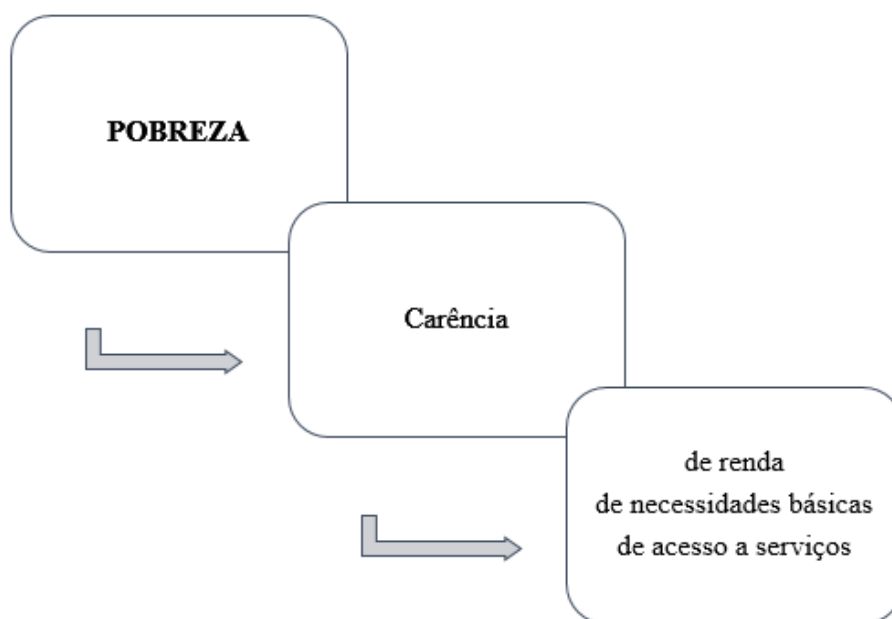 POBREZA
Carência
de renda
de necessidades básicas
de acesso a serviços